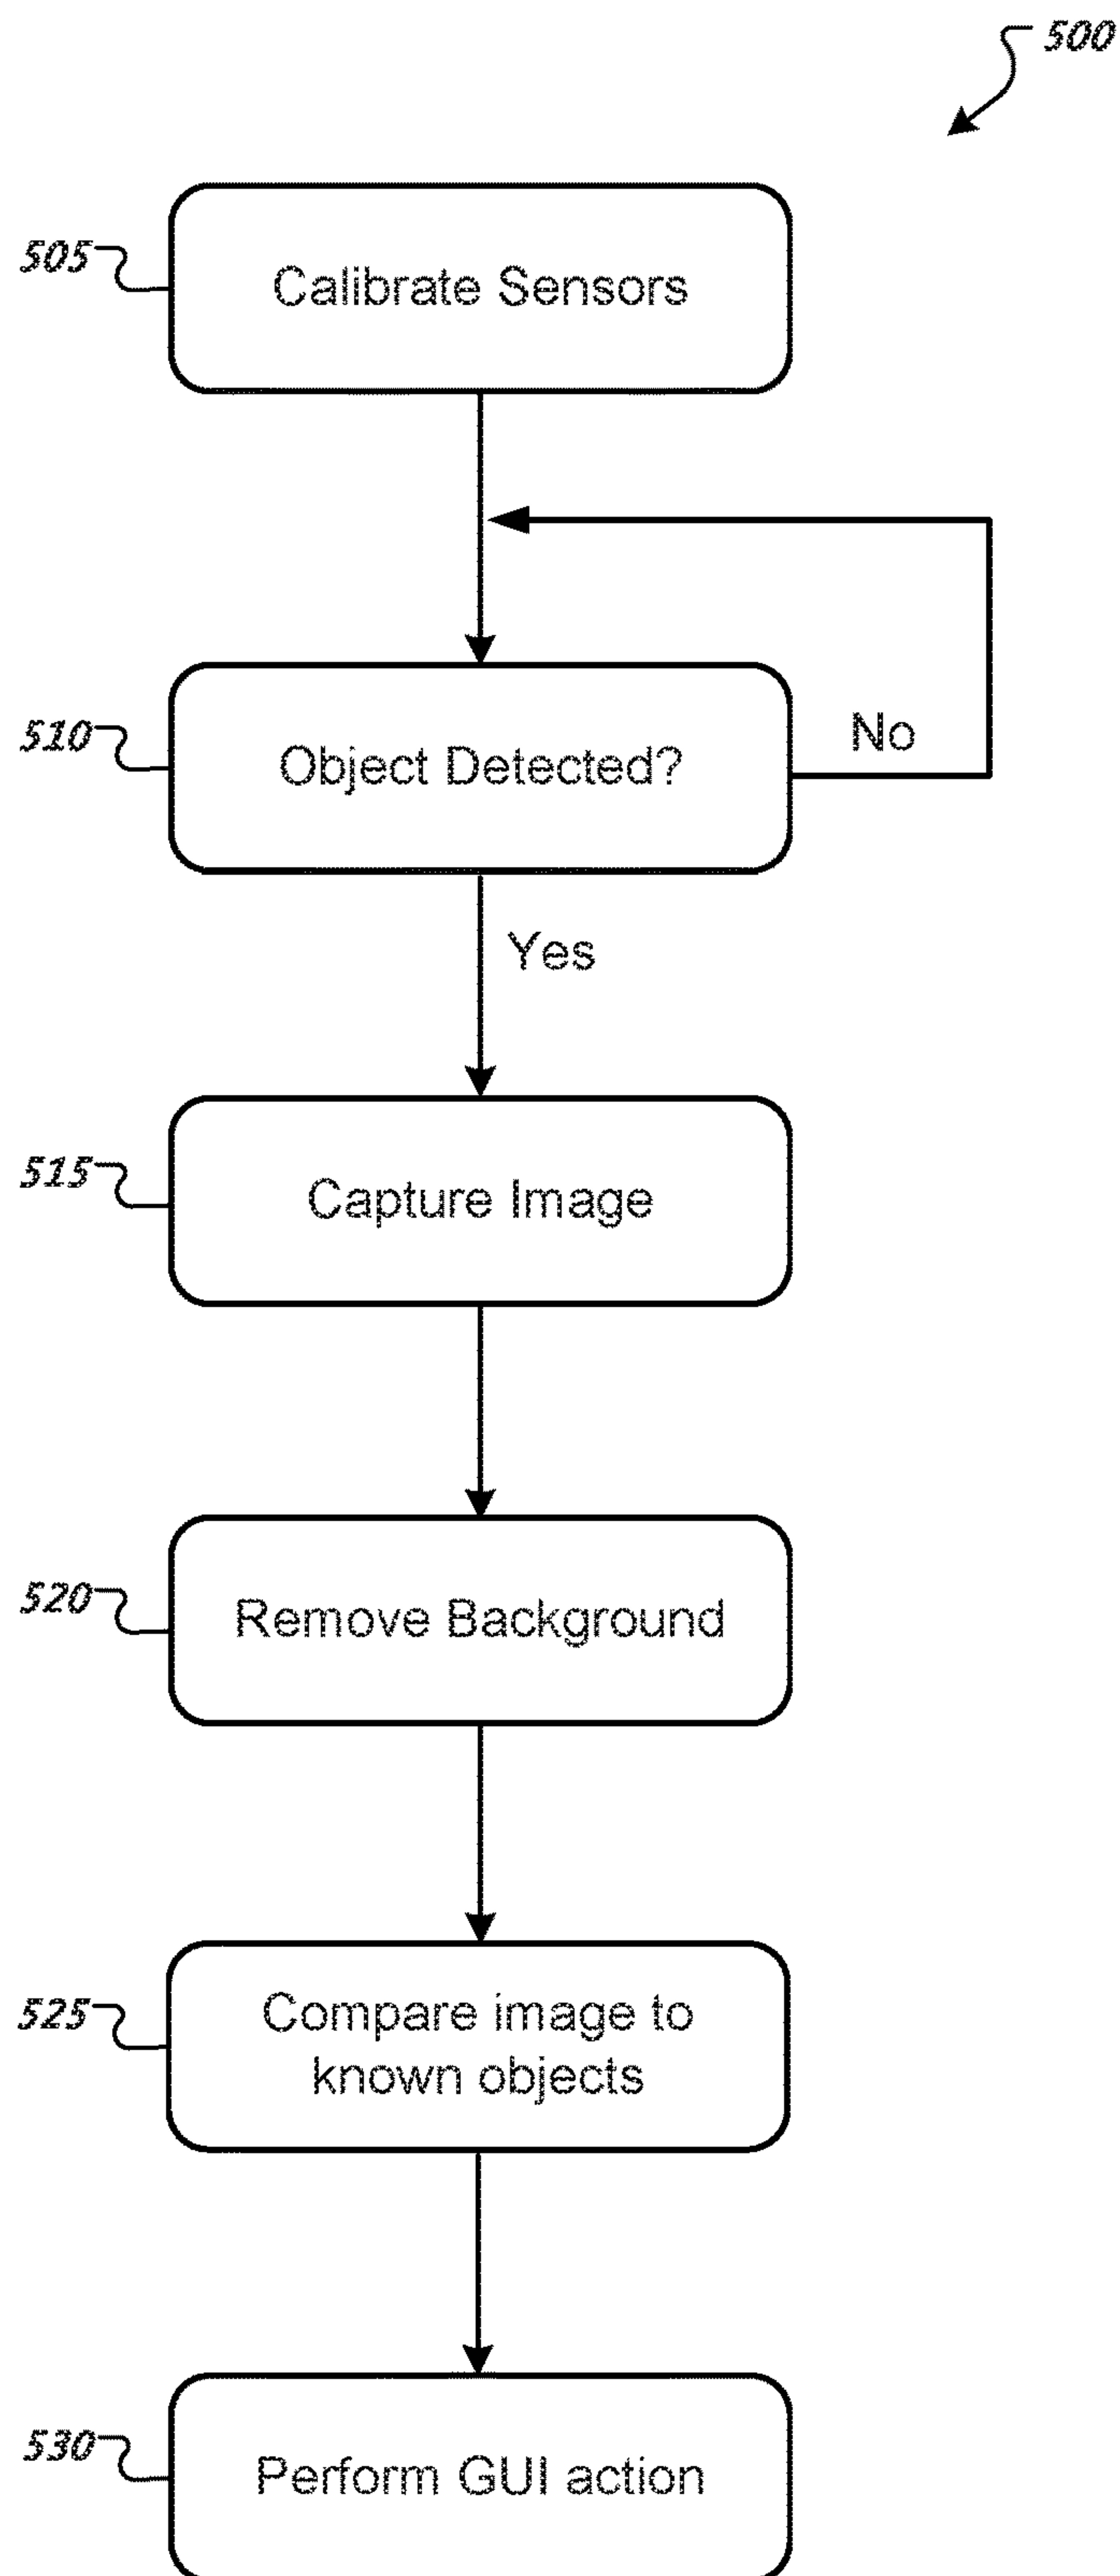 500
505
Calibrate Sensors
510
Object Detected?
No
Yes
515
Capture Image
520
Remove Background
525
Compare image to
known objects
530
Perform GUI action